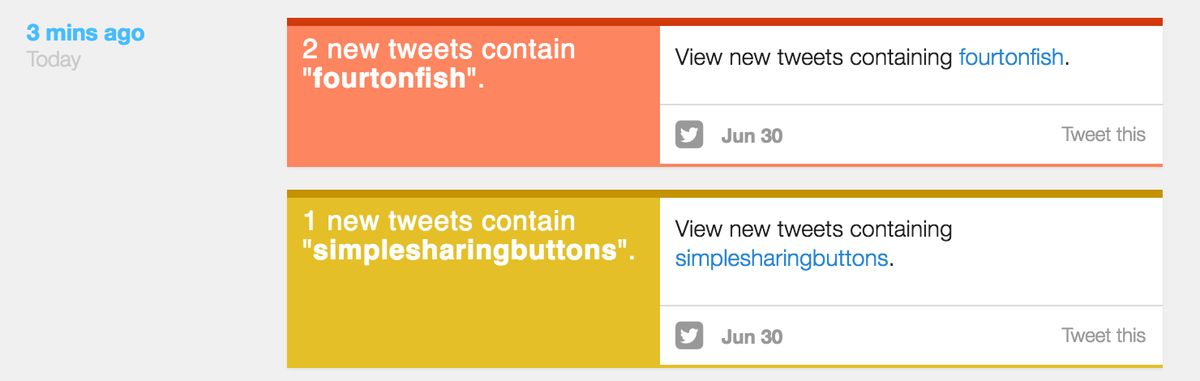 3 mins ago
Today
2 new tweets contain
"fourtonfish".
View new tweets containing fourtonfish.
Jun 30
Tweet this
1 new tweets contain
"simplesharingbuttons".
View new tweets containing
simplesharingbuttons.
Jun 30
Tweet this